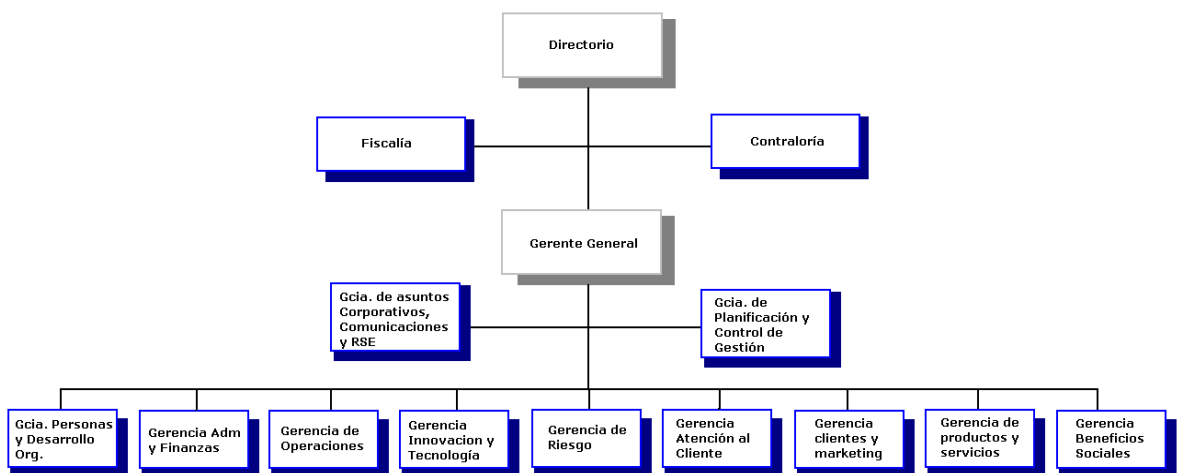 Directorio
Fiscalía
Contraloría
Gerente General
Gcia. de asuntos
Corporativos,
Comunicaciones
y RSE
Gcia. de
Planificación y
Control de
Gestión
Gcia. Personas
y Desarrollo
Org.
Gerencia Adm
y Finanzas
Gerencia de
Operaciones
Gerencia
Innovacion y
Tecnología
Gerencia de
Riesgo
Gerencia
Atención al
Cliente
Gerencia
clientes y
marketing
Gerencia de
productos y
servicios
Gerencia
Beneficios
Sociales